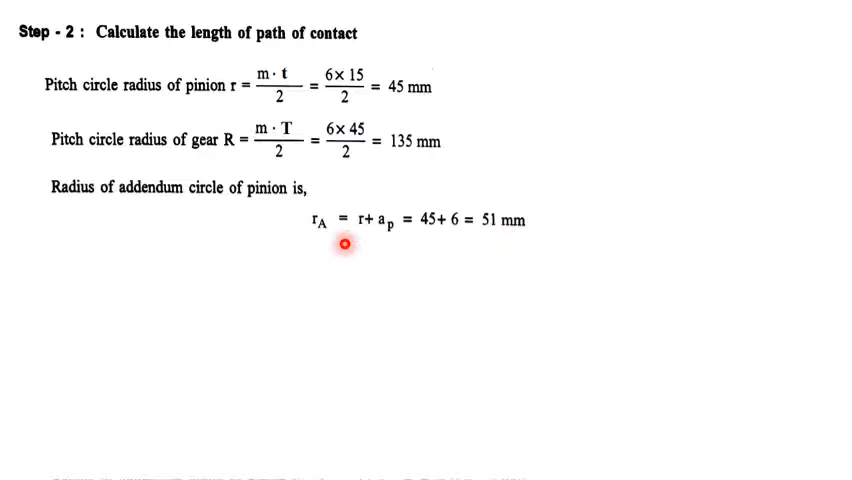 Step - 2 : Calculate the length of path of contact
Pitch circle radius of pinion r = m · t / 2 = 6 × 15 / 2 = 45 mm
Pitch circle radius of gear R = m · T / 2 = 6 × 45 / 2 = 135 mm
Radius of addendum circle of pinion is,
r_A = r + a_p = 45 + 6 = 51 mm